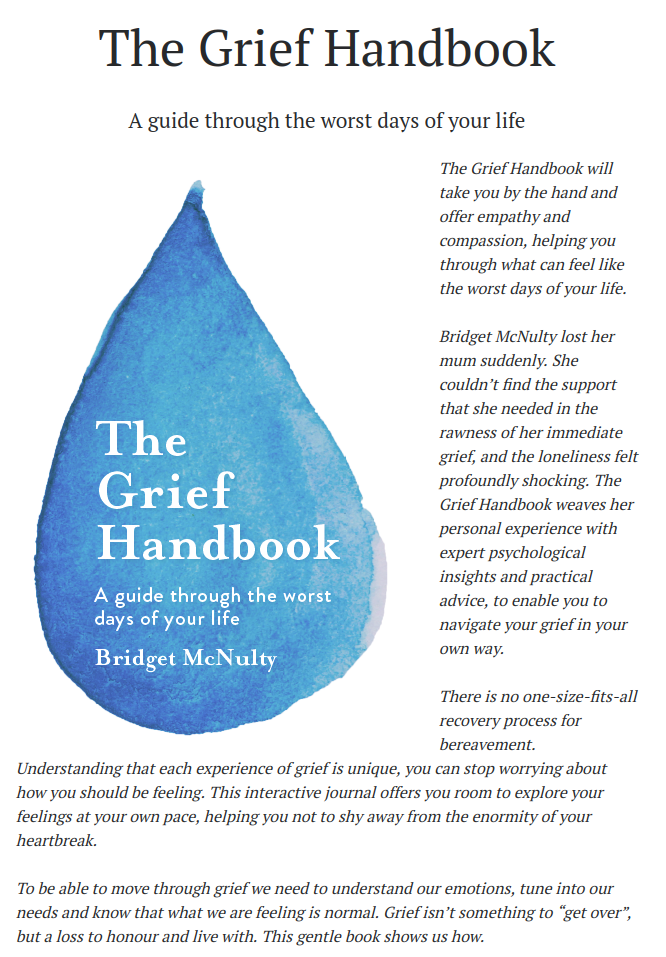 The Grief Handbook
A guide through the worst days of your life
The
Grief
Handbook
A guide through the worst
days of your life
Bridget McNulty
The Grief Handbook will
take you by the hand and
offer empathy and
compassion, helping you
through what can feel like
the worst days of your life.
Bridget McNulty lost her
mum suddenly. She
couldn’t find the support
that she needed in the
rawness of her immediate
grief, and the loneliness felt
profoundly shocking. The
Grief Handbook weaves her
personal experience with
expert psychological
insights and practical
advice, to enable you to
navigate your grief in your
own way.
There is no one-size-fits-all
recovery process for
bereavement.
Understanding that each experience of grief is unique, you can stop worrying about
how you should be feeling. This interactive journal offers you room to explore your
feelings at your own pace, helping you not to shy away from the enormity of your
heartbreak.
To be able to move through grief we need to understand our emotions, tune into our
needs and know that what we are feeling is normal. Grief isn’t something to “get over”,
but a loss to honour and live with. This gentle book shows us how.